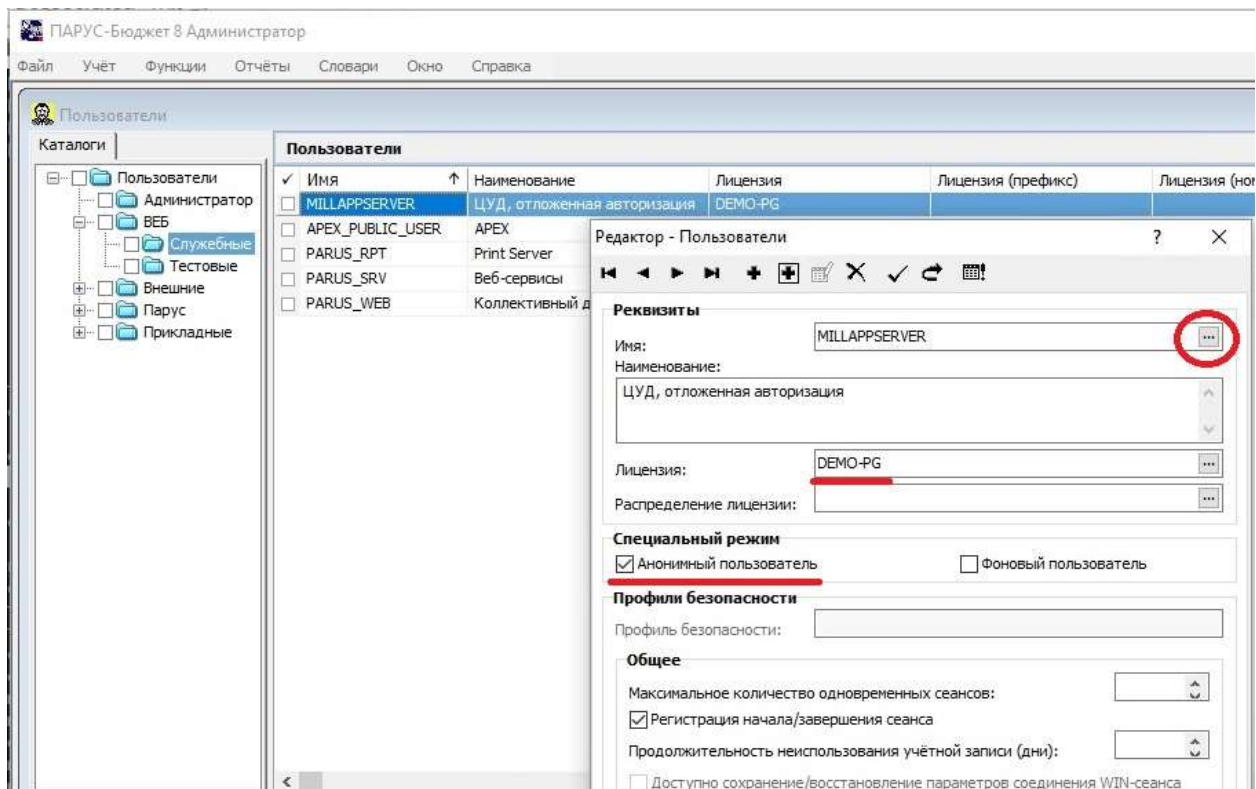 ПАРУС-Бюджет 8 Администратор
Файл Учёт Функции Отчёты Словари Окно Справка
Пользователи
Каталоги
Пользователи
Администратор
ВЕБ
Служебные
Тестовые
Внешние
Парус
Прикладные
Пользователи
✓ Имя ↑ Наименование Лицензия Лицензия (префикс) Лицензия (ном
MILLAPPSERVER ЦУД, отложенная авторизация DEMO-PG
APEX_PUBLIC_USER APEX
PARUS_RPT Print Server
PARUS_SRV Веб-сервисы
PARUS_WEB Коллективный д
Редактор - Пользователи ?
Реквизиты
Имя: MILLAPPSERVER ...
Наименование:
ЦУД, отложенная авторизация
Лицензия: DEMO-PG ...
Распределение лицензии: ...
Специальный режим
Анонимный пользователь Фоновый пользователь
Профили безопасности
Профиль безопасности:
Общее
Максимальное количество одновременных сеансов:
Регистрация начала/завершения сеанса
Продолжительность неиспользования учётной записи (дни):
Доступно сохранение/восстановление параметров соединения WIN-сеанса